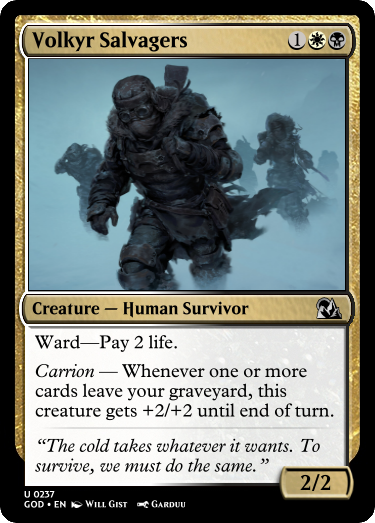 Volkyr Salvagers 1
Creature — Human Survivor
Ward—Pay 2 life.
Carrion — Whenever one or more
cards leave your graveyard, this
creature gets +2/+2 until end of turn.
“The cold takes whatever it wants. To
survive, we must do the same.”
2/2
U 0237
GOD • EN Will Gist Garduu